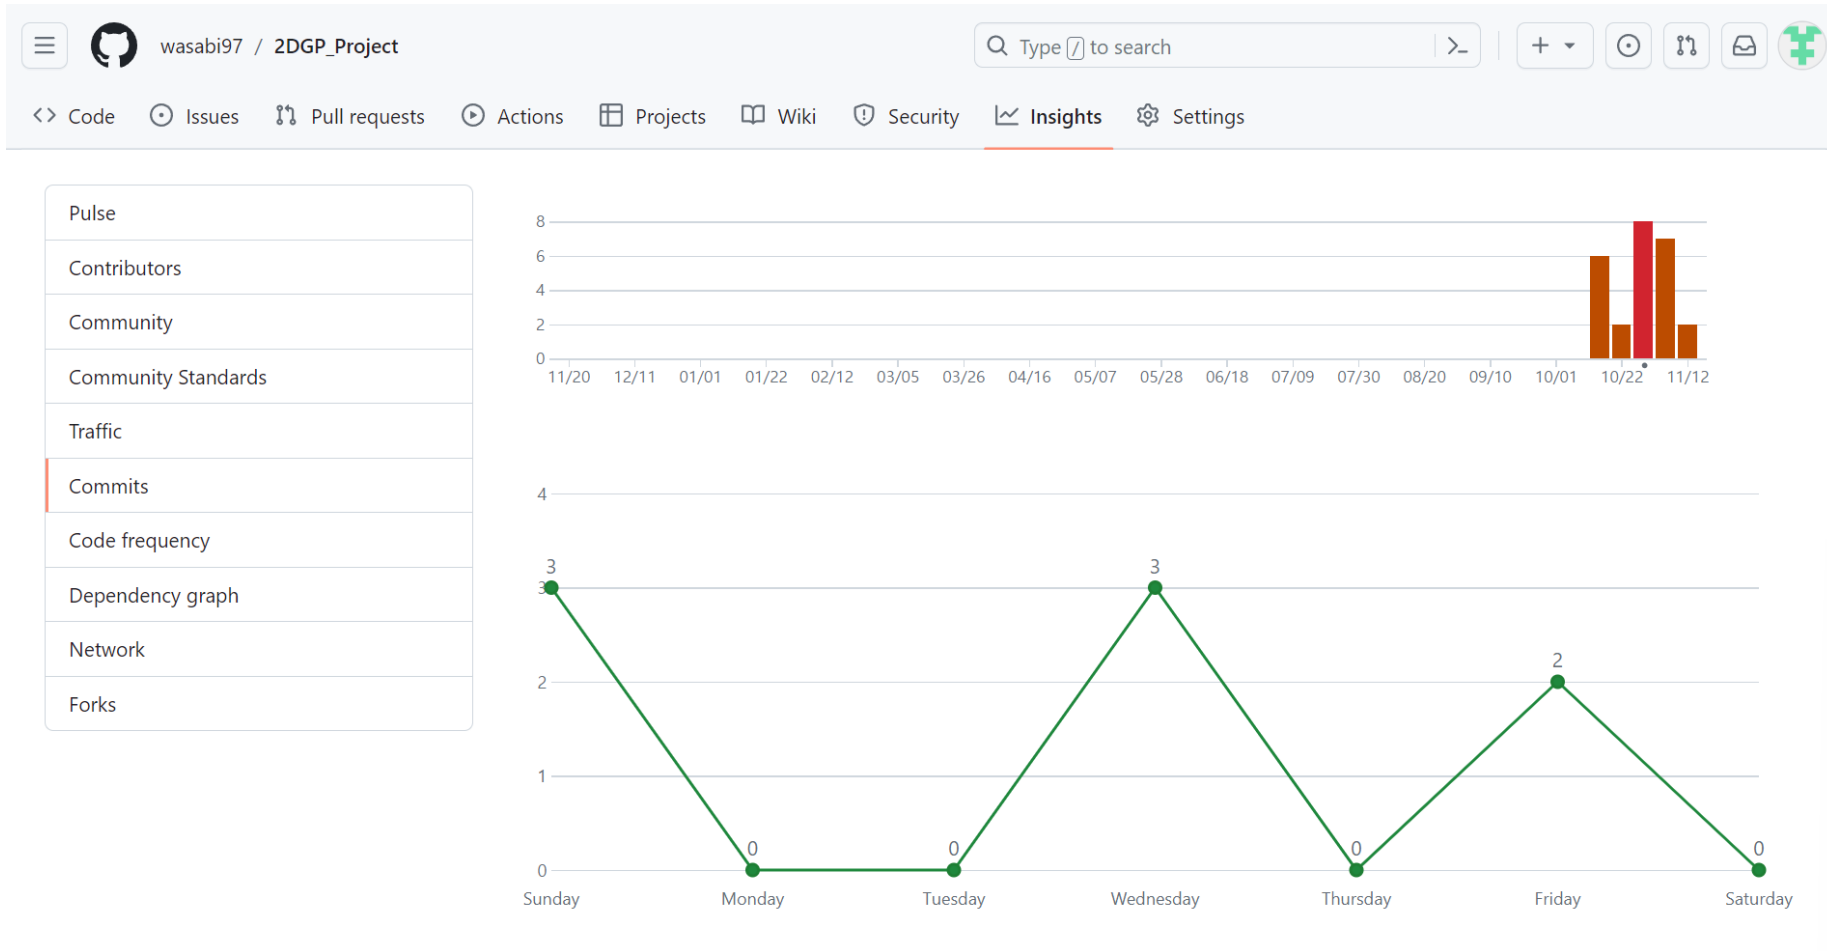 wasabi97 / 2DGP_Project
Type / to search
Code Issues Pull requests Actions Projects Wiki Security Insights Settings
Pulse
Contributors
Community
Community Standards
Traffic
Commits
Code frequency
Dependency graph
Network
Forks
8
6
4
2
0
11/20 12/11 01/01 01/22 02/12 03/05 03/26 04/16 05/07 05/28 06/18 07/09 07/30 08/20 09/10 10/01 10/22 11/12
4
3 3
3
2
2
1
0 0 0 0
0
Sunday Monday Tuesday Wednesday Thursday Friday Saturday